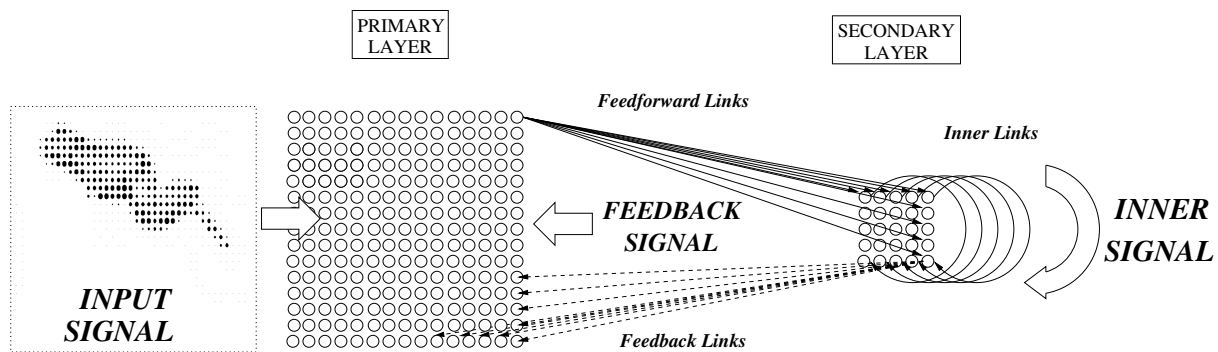 PRIMARY
LAYER
SECONDARY
LAYER
Feedforward Links
Inner Links
FEEDBACK
SIGNAL
INNER
SIGNAL
INPUT
SIGNAL
Feedback Links